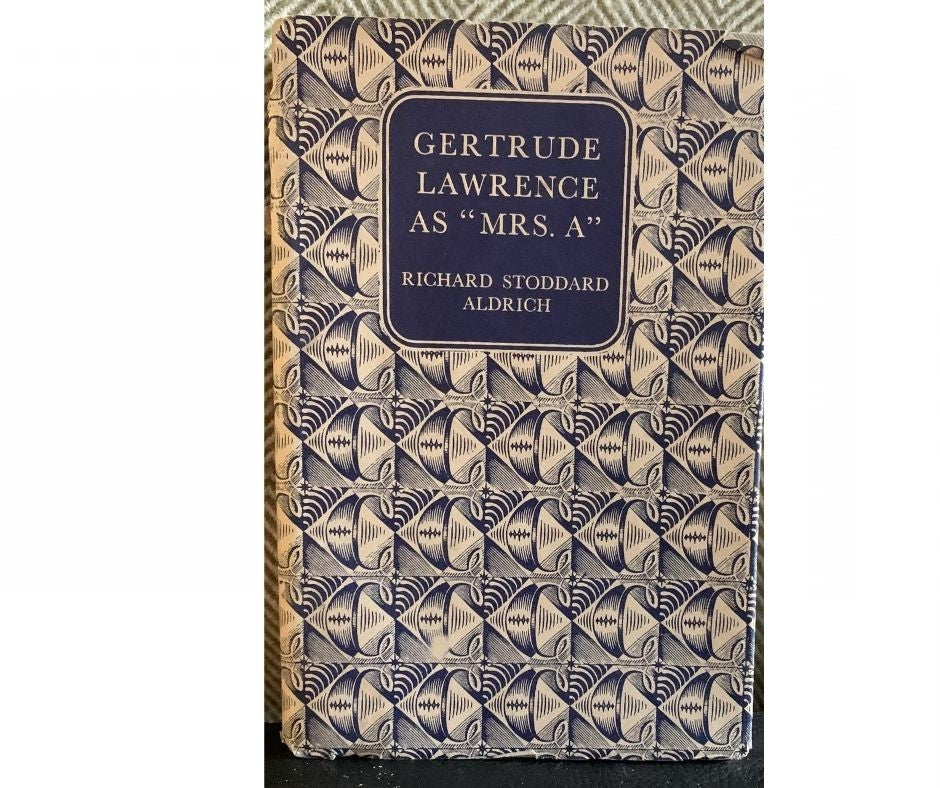 GERTRUDE
LAWRENCE
AS “MRS. A”
RICHARD STODDARD
ALDRICH